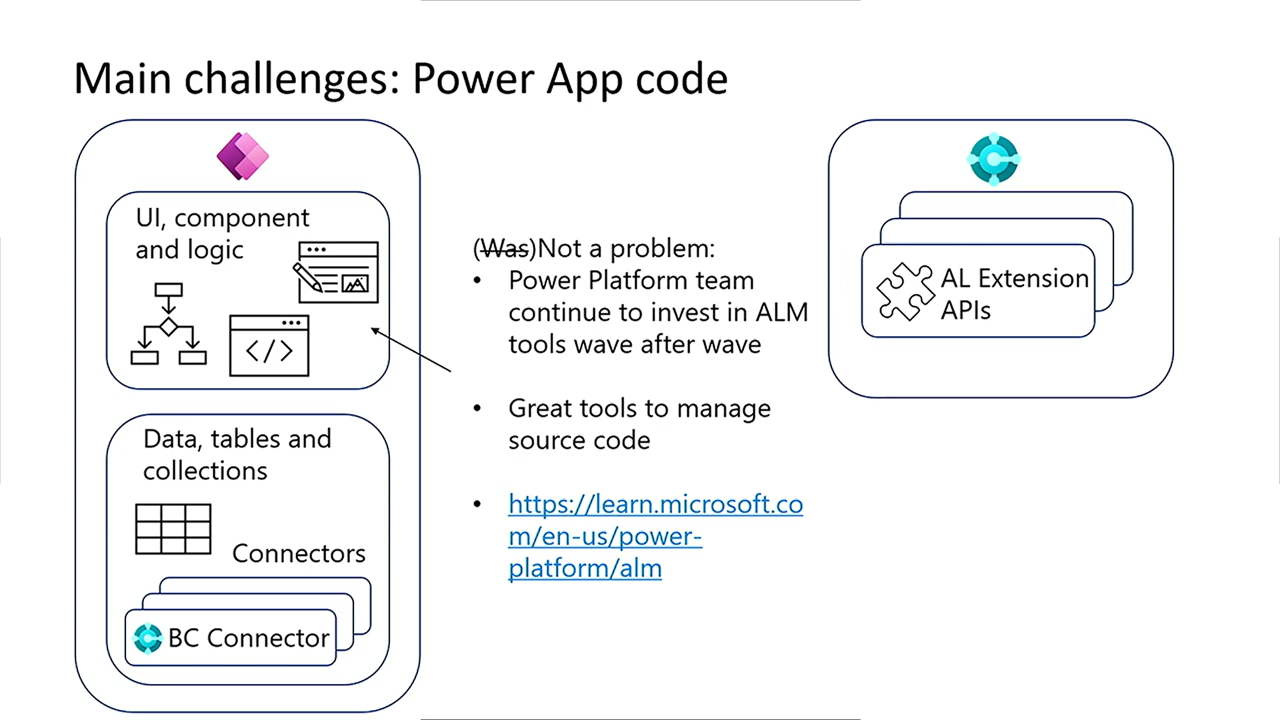 Main challenges: Power App code
UI, component
and logic
</>
Data, tables and
collections
Connectors
BC Connector
(Was)Not a problem:
• Power Platform team
continue to invest in ALM
tools wave after wave
• Great tools to manage
source code
• https://learn.microsoft.co
m/en-us/power-
platform/alm
AL Extension
APIs